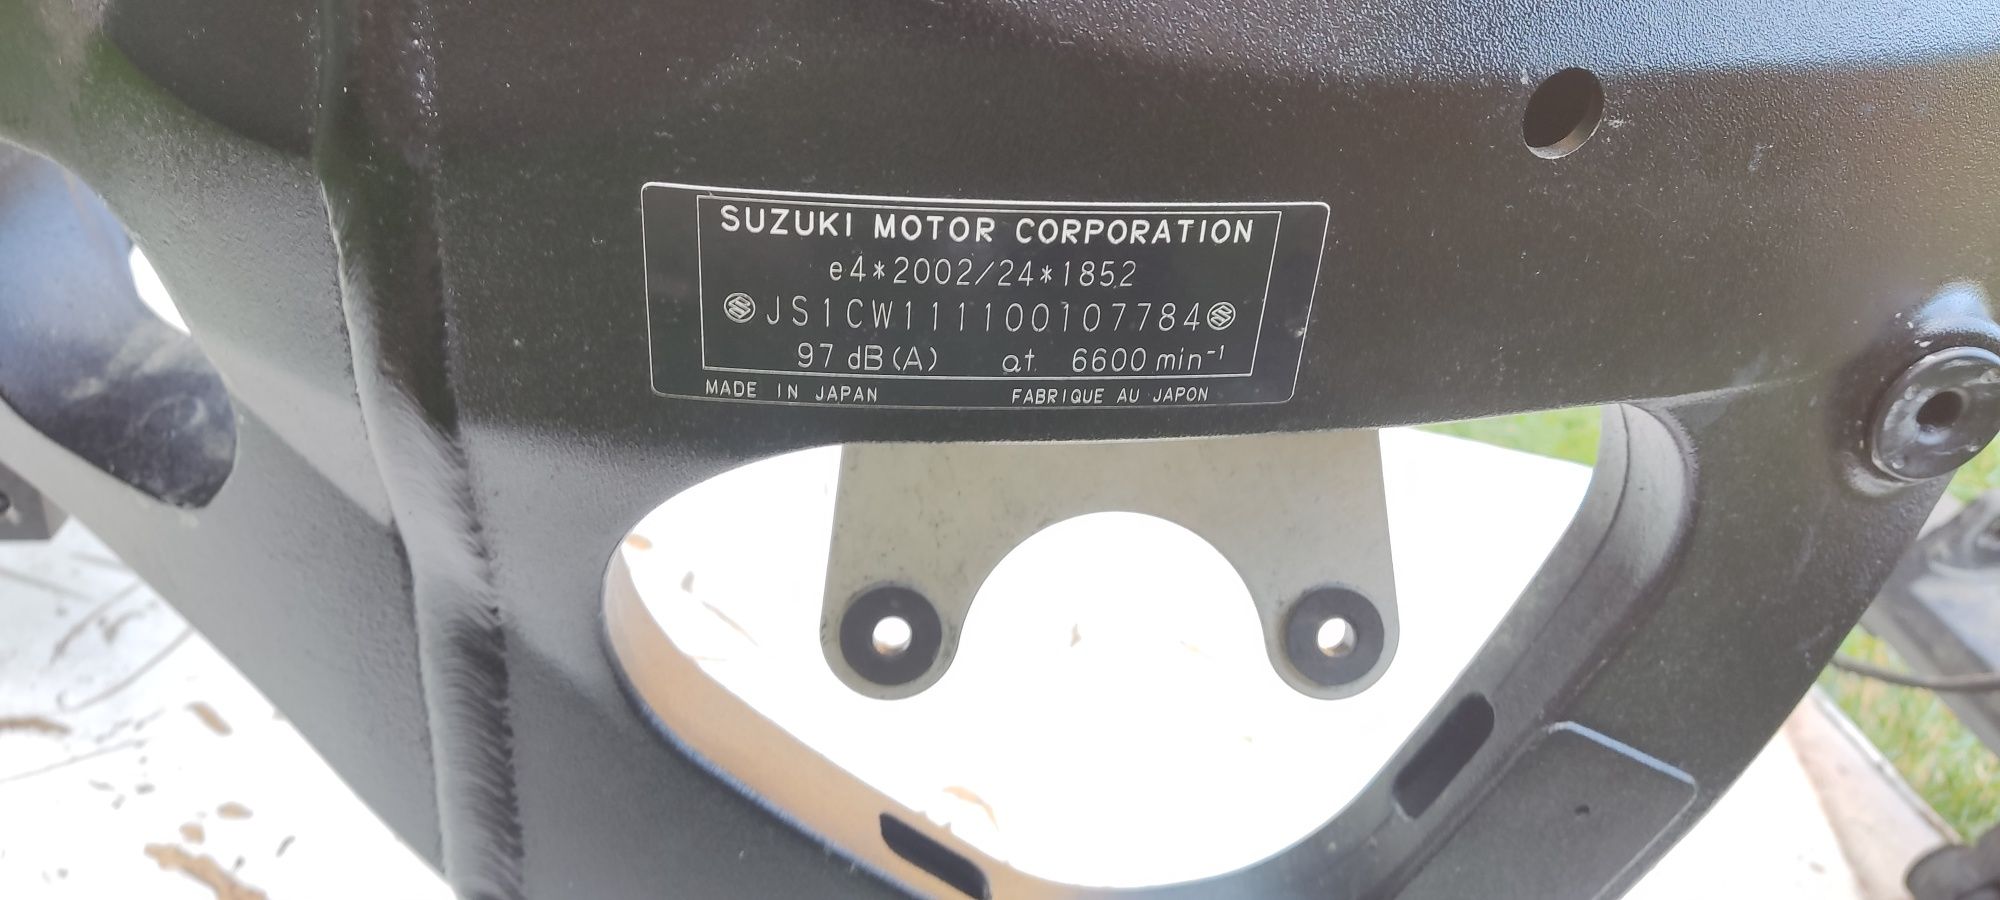 SUZUKI MOTOR CORPORATION
e4*2002/24*1852
JS1CW111100107784
97 dB(A) at 6600 min⁻¹
MADE IN JAPAN FABRIQUE AU JAPON